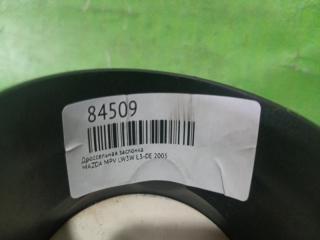 84509
Дроссельная заслонка
MAZDA MPV LW3W L3-DE 2005